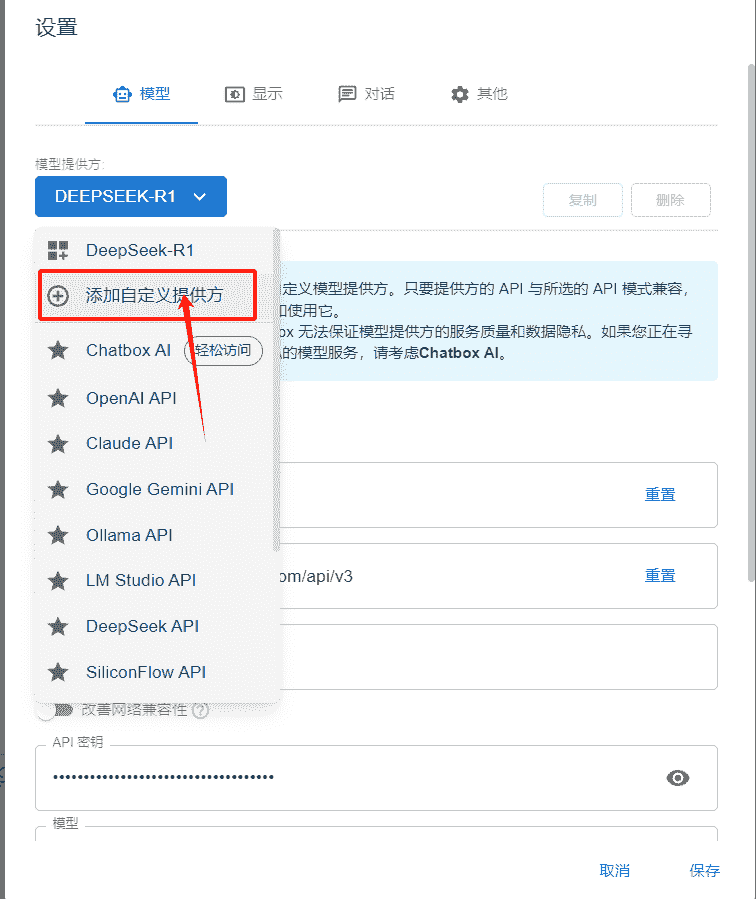 设置
模型
显示
对话
其他
模型提供方:
DEEPSEEK-R1
复制
删除
DeepSeek-R1
添加自定义提供方
定义模型提供方。只要提供方的 API 与所选的 API 模式兼容，
使用它。
box 无法保证模型提供方的服务质量和数据隐私。如果您正在寻
的模型服务，请考虑Chatbox AI。
Chatbox AI
轻松访问
OpenAI API
Claude API
Google Gemini API
重置
Ollama API
om/api/v3
重置
LM Studio API
DeepSeek API
SiliconFlow API
改善网络兼容性
API 密钥
••••••••••••••••••••••••••••••••••••
模型
取消
保存